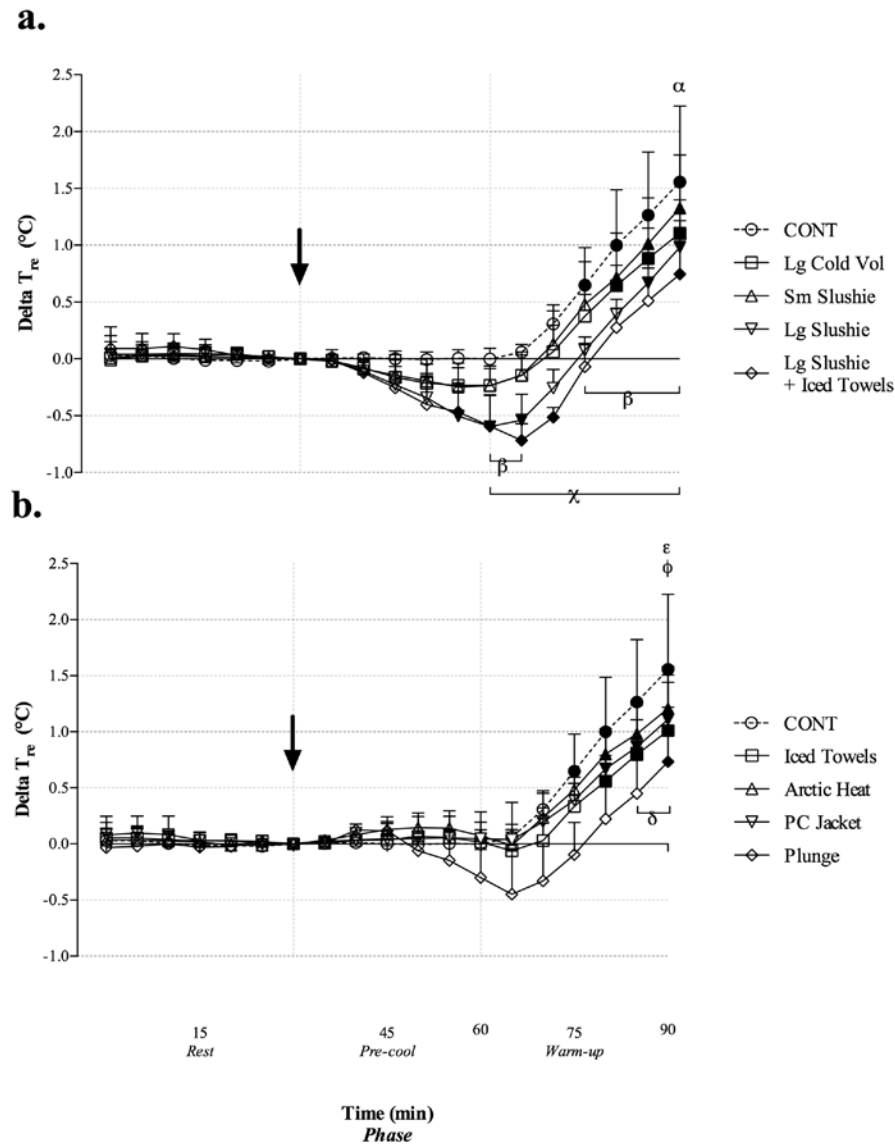 a.
2.5
2.0
1.5
1.0
0.5
0.0
-0.5
-1.0
Delta Tre (°C)
α
β
β
χ
CONT
Lg Cold Vol
Sm Slushie
Lg Slushie
Lg Slushie
+ Iced Towels
b.
2.5
2.0
1.5
1.0
0.5
0.0
-0.5
-1.0
Delta Tre (°C)
ε
ϕ
δ
CONT
Iced Towels
Arctic Heat
PC Jacket
Plunge
15 45 60 75 90
Rest Pre-cool Warm-up
Time (min)
Phase